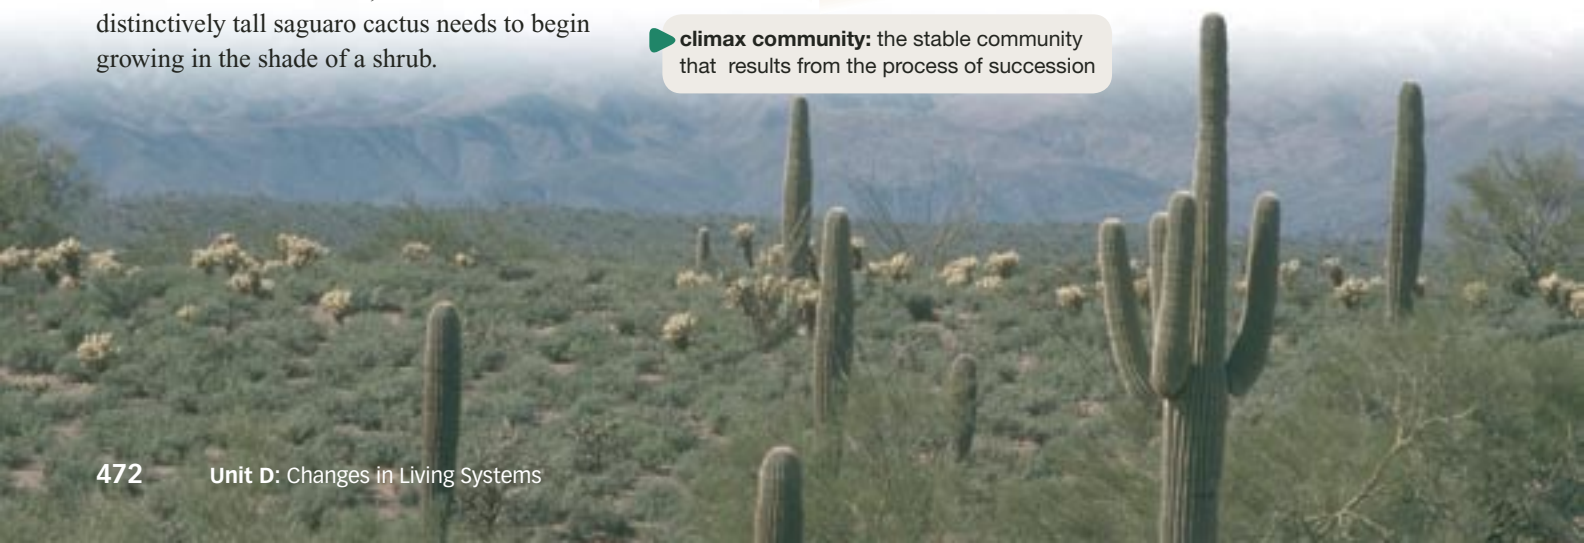 distinctively tall saguaro cactus needs to begin
growing in the shade of a shrub.
climax community: the stable community
that results from the process of succession
472 Unit D: Changes in Living Systems